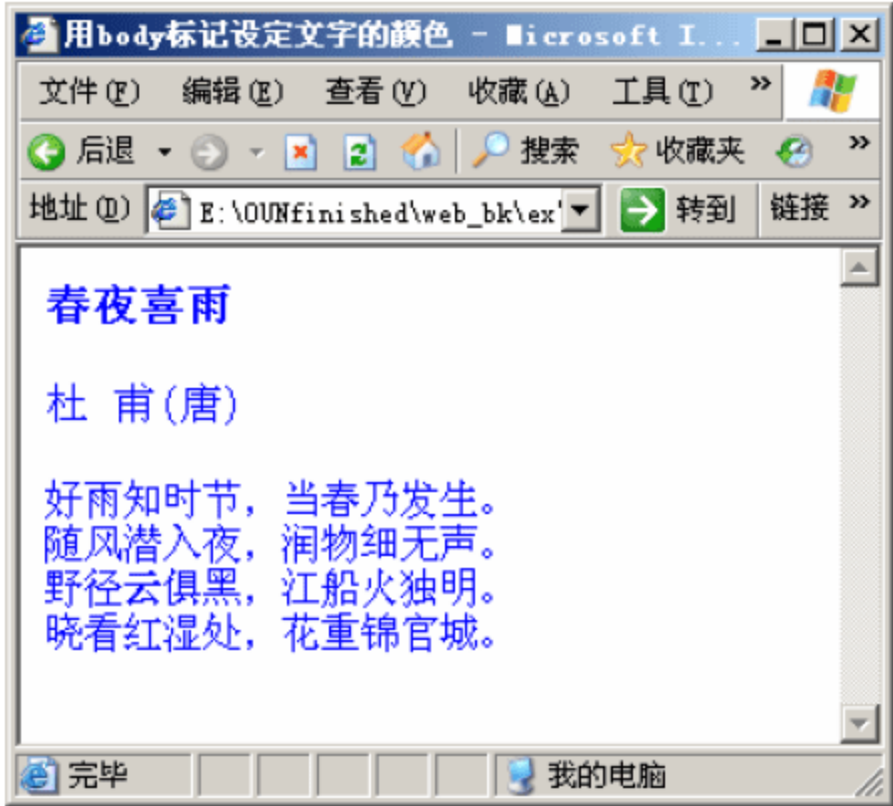 用body标记设定文字的颜色 - Microsoft I...
文件(F) 编辑(E) 查看(V) 收藏(A) 工具(T) »
后退 搜索 收藏夹 »
地址(D) E:\OUNfinished\web_bk\ex' 转到 链接 »
春夜喜雨
杜 甫(唐)
好雨知时节，当春乃发生。
随风潜入夜，润物细无声。
野径云俱黑，江船火独明。
晓看红湿处，花重锦官城。
完毕 我的电脑